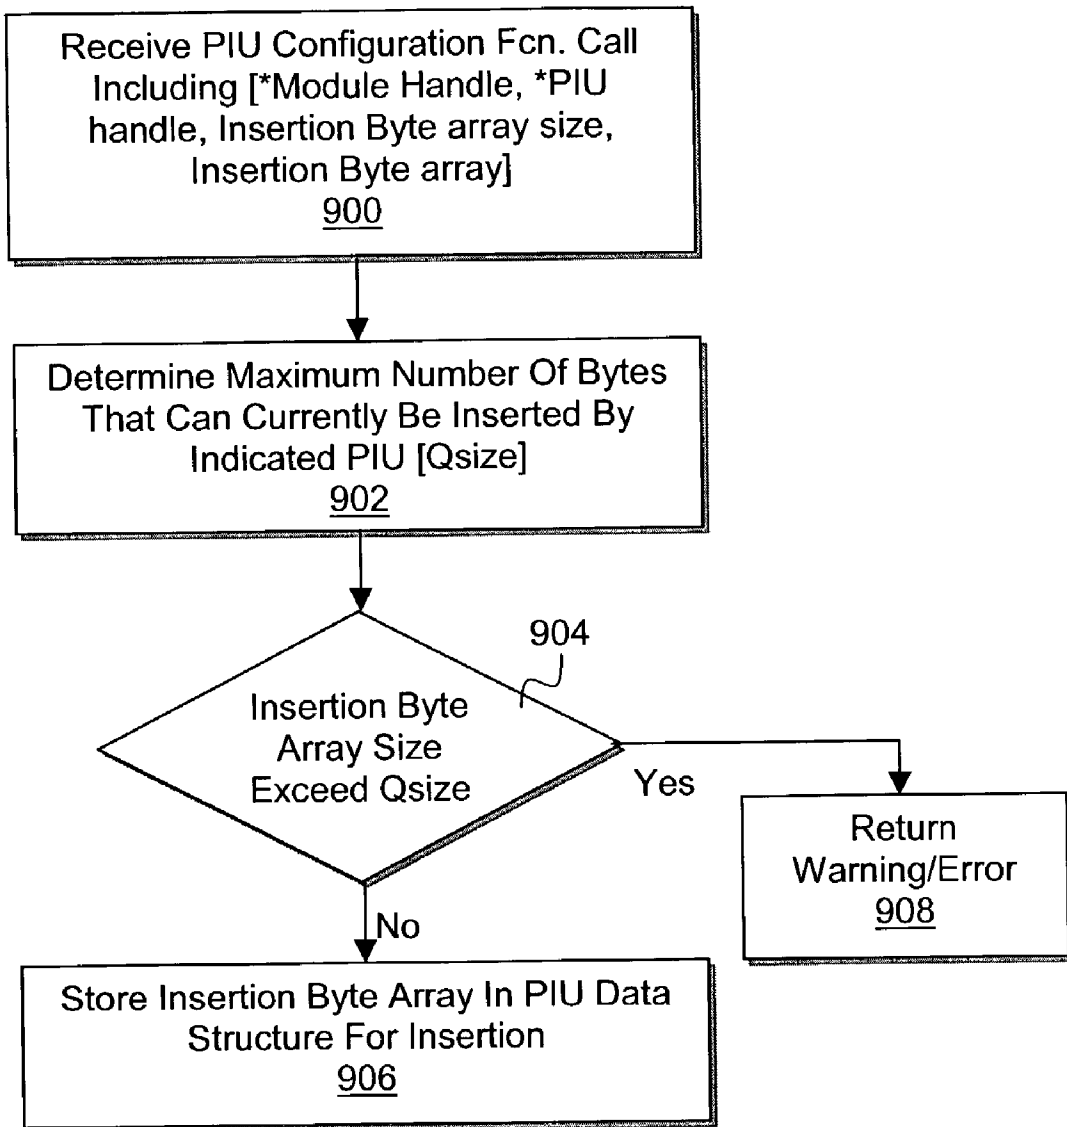 Receive PIU Configuration Fcn. Call
Including [*Module Handle, *PIU
handle, Insertion Byte array size,
Insertion Byte array]
900
Determine Maximum Number Of Bytes
That Can Currently Be Inserted By
Indicated PIU [Qsize]
902
904
Insertion Byte
Array Size
Exceed Qsize
Yes
Return
Warning/Error
908
No
Store Insertion Byte Array In PIU Data
Structure For Insertion
906